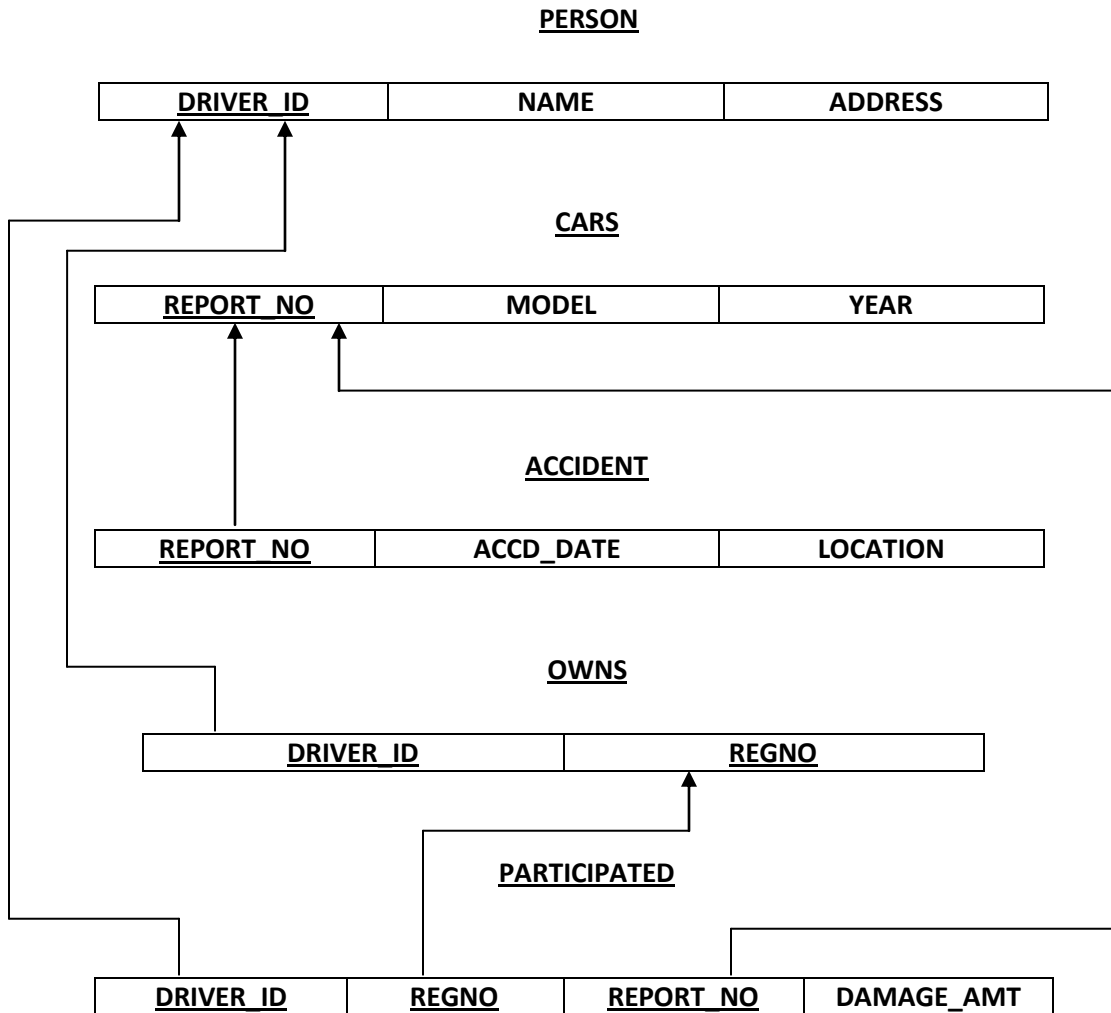 PERSON
DRIVER_ID NAME ADDRESS
CARS
REPORT_NO MODEL YEAR
ACCIDENT
REPORT_NO ACCD_DATE LOCATION
OWNS
DRIVER_ID REGNO
PARTICIPATED
DRIVER_ID REGNO REPORT_NO DAMAGE_AMT